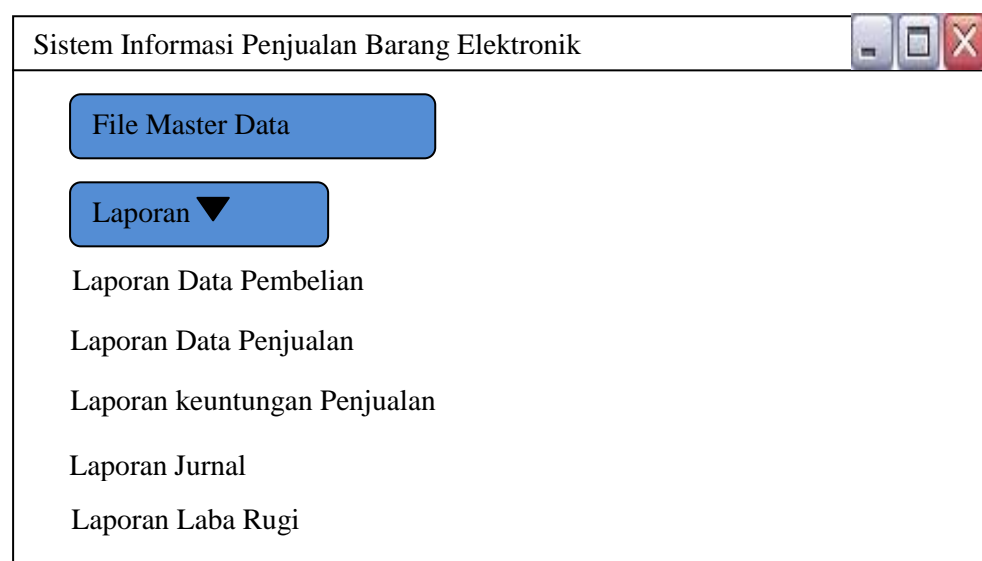 Sistem Informasi Penjualan Barang Elektronik
File Master Data
Laporan
Laporan Data Pembelian
Laporan Data Penjualan
Laporan keuntungan Penjualan
Laporan Jurnal
Laporan Laba Rugi